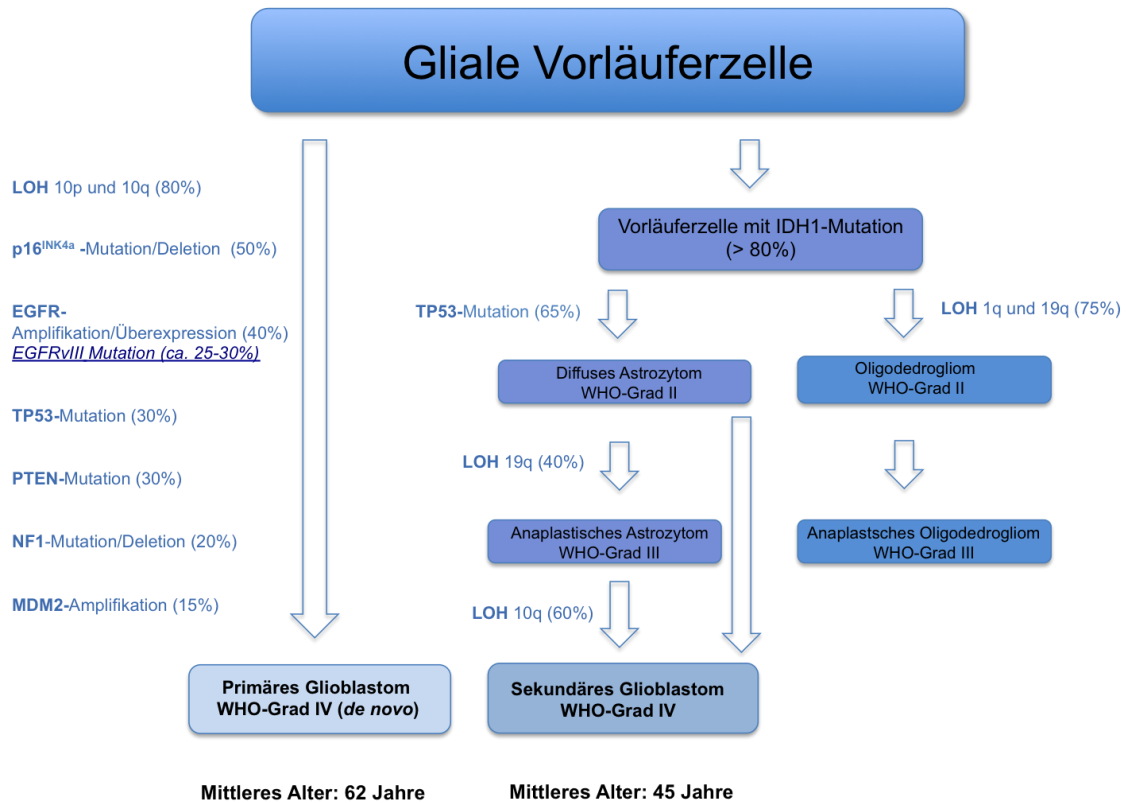 Gliale Vorläuferzelle
LOH 10p und 10q (80%)
p16INK4a -Mutation/Deletion (50%)
EGFR-
Amplifikation/Überexpression (40%)
EGFRvIII Mutation (ca. 25-30%)
TP53-Mutation (30%)
PTEN-Mutation (30%)
NF1-Mutation/Deletion (20%)
MDM2-Amplifikation (15%)
Primäres Glioblastom
WHO-Grad IV (de novo)
Mittleres Alter: 62 Jahre
Vorläuferzelle mit IDH1-Mutation
(> 80%)
TP53-Mutation (65%)
Diffuses Astrozytom
WHO-Grad II
LOH 19q (40%)
Anaplastisches Astrozytom
WHO-Grad III
LOH 10q (60%)
Sekundäres Glioblastom
WHO-Grad IV
Mittleres Alter: 45 Jahre
LOH 1q und 19q (75%)
Oligodedrogliom
WHO-Grad II
Anaplastsches Oligodedrogliom
WHO-Grad III